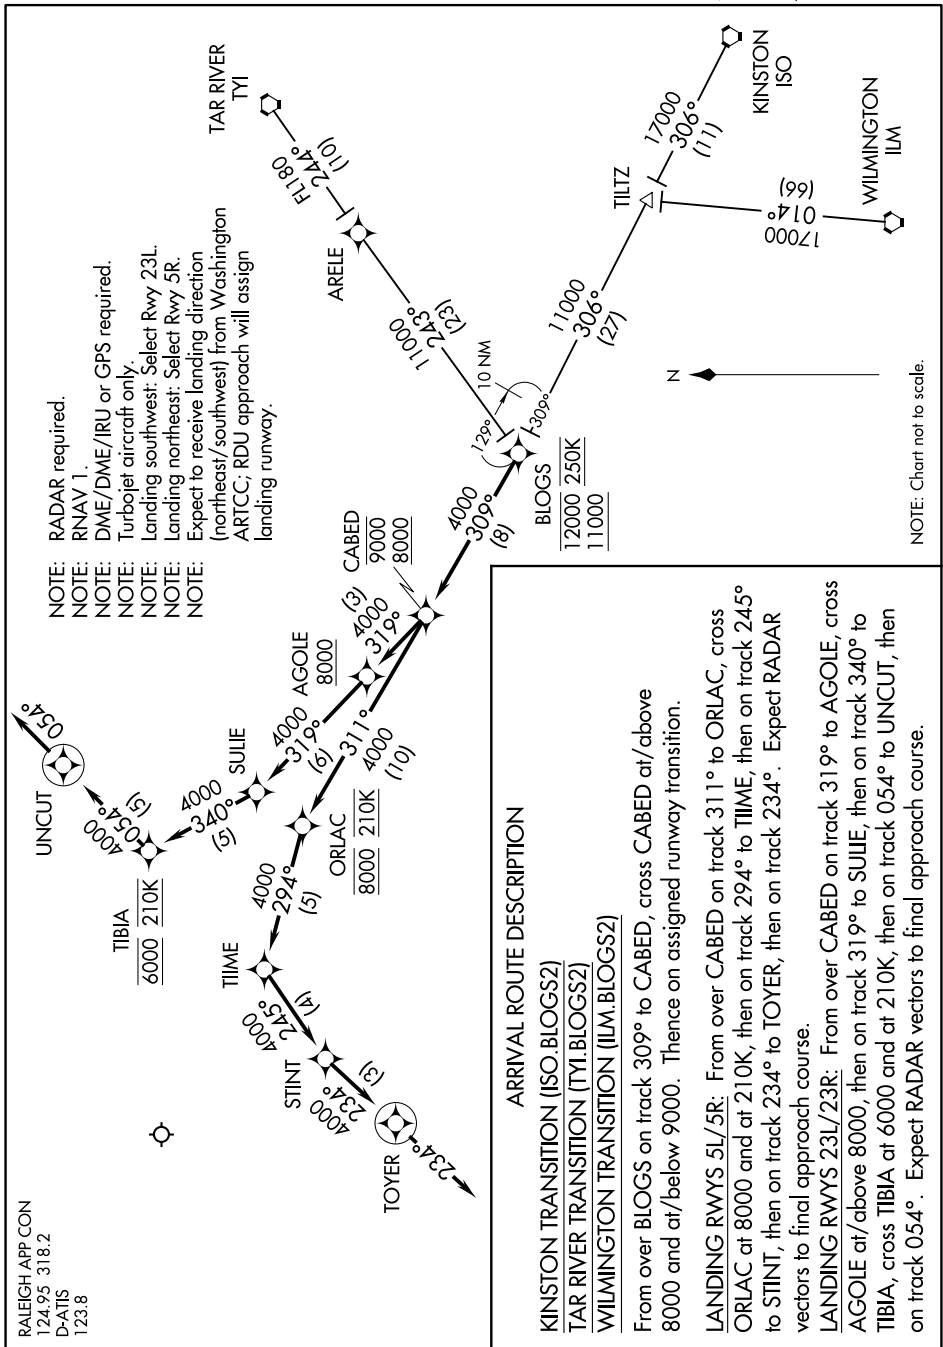 RALEIGH APP CON
124.95 318.2
D-ATIS
123.8
NOTE: RADAR required.
NOTE: RNAV 1.
NOTE: DME/DME/IRU or GPS required.
NOTE: Turbojet aircraft only.
NOTE: Landing southwest: Select Rwy 23L.
NOTE: Landing northeast: Select Rwy 5R.
NOTE: Expect to receive landing direction
(northeast/southwest) from Washington
ARTCC; RDU approach will assign
landing runway.
TAR RIVER
TYI
FL180
244°
(10)
ARELE
11000
243°
(23)
KINSTON
ISO
17000
306°
(11)
TILTZ
WILMINGTON
ILM
17000
014°
(66)
11000
306°
(27)
10 NM
129°
309°
BLOGS
12000 250K
11000
4000
309°
(8)
CABED
9000
8000
(3)
4000
319°
AGOLE
8000
4000
319°
(6)
SULIE
4000
340°
(5)
TIBIA
6000 210K
4000
054°
(5)
UNCUT
054°
311°
4000
(10)
ORLAC
8000 210K
4000
294°
(5)
TIIME
4000
245°
(4)
STINT
4000
234°
(3)
TOYER
234°
N
NOTE: Chart not to scale.
ARRIVAL ROUTE DESCRIPTION
KINSTON TRANSITION (ISO.BLOGS2)
TAR RIVER TRANSITION (TYI.BLOGS2)
WILMINGTON TRANSITION (ILM.BLOGS2)
From over BLOGS on track 309° to CABED, cross CABED at/above
8000 and at/below 9000. Thence on assigned runway transition.
LANDING RWYS 5L/5R: From over CABED on track 311° to ORLAC, cross
ORLAC at 8000 and at 210K, then on track 294° to TIIME, then on track 245°
to STINT, then on track 234° to TOYER, then on track 234°. Expect RADAR
vectors to final approach course.
LANDING RWYS 23L/23R: From over CABED on track 319° to AGOLE, cross
AGOLE at/above 8000, then on track 319° to SULIE, then on track 340° to
TIBIA, cross TIBIA at 6000 and at 210K, then on track 054° to UNCUT, then
on track 054°. Expect RADAR vectors to final approach course.